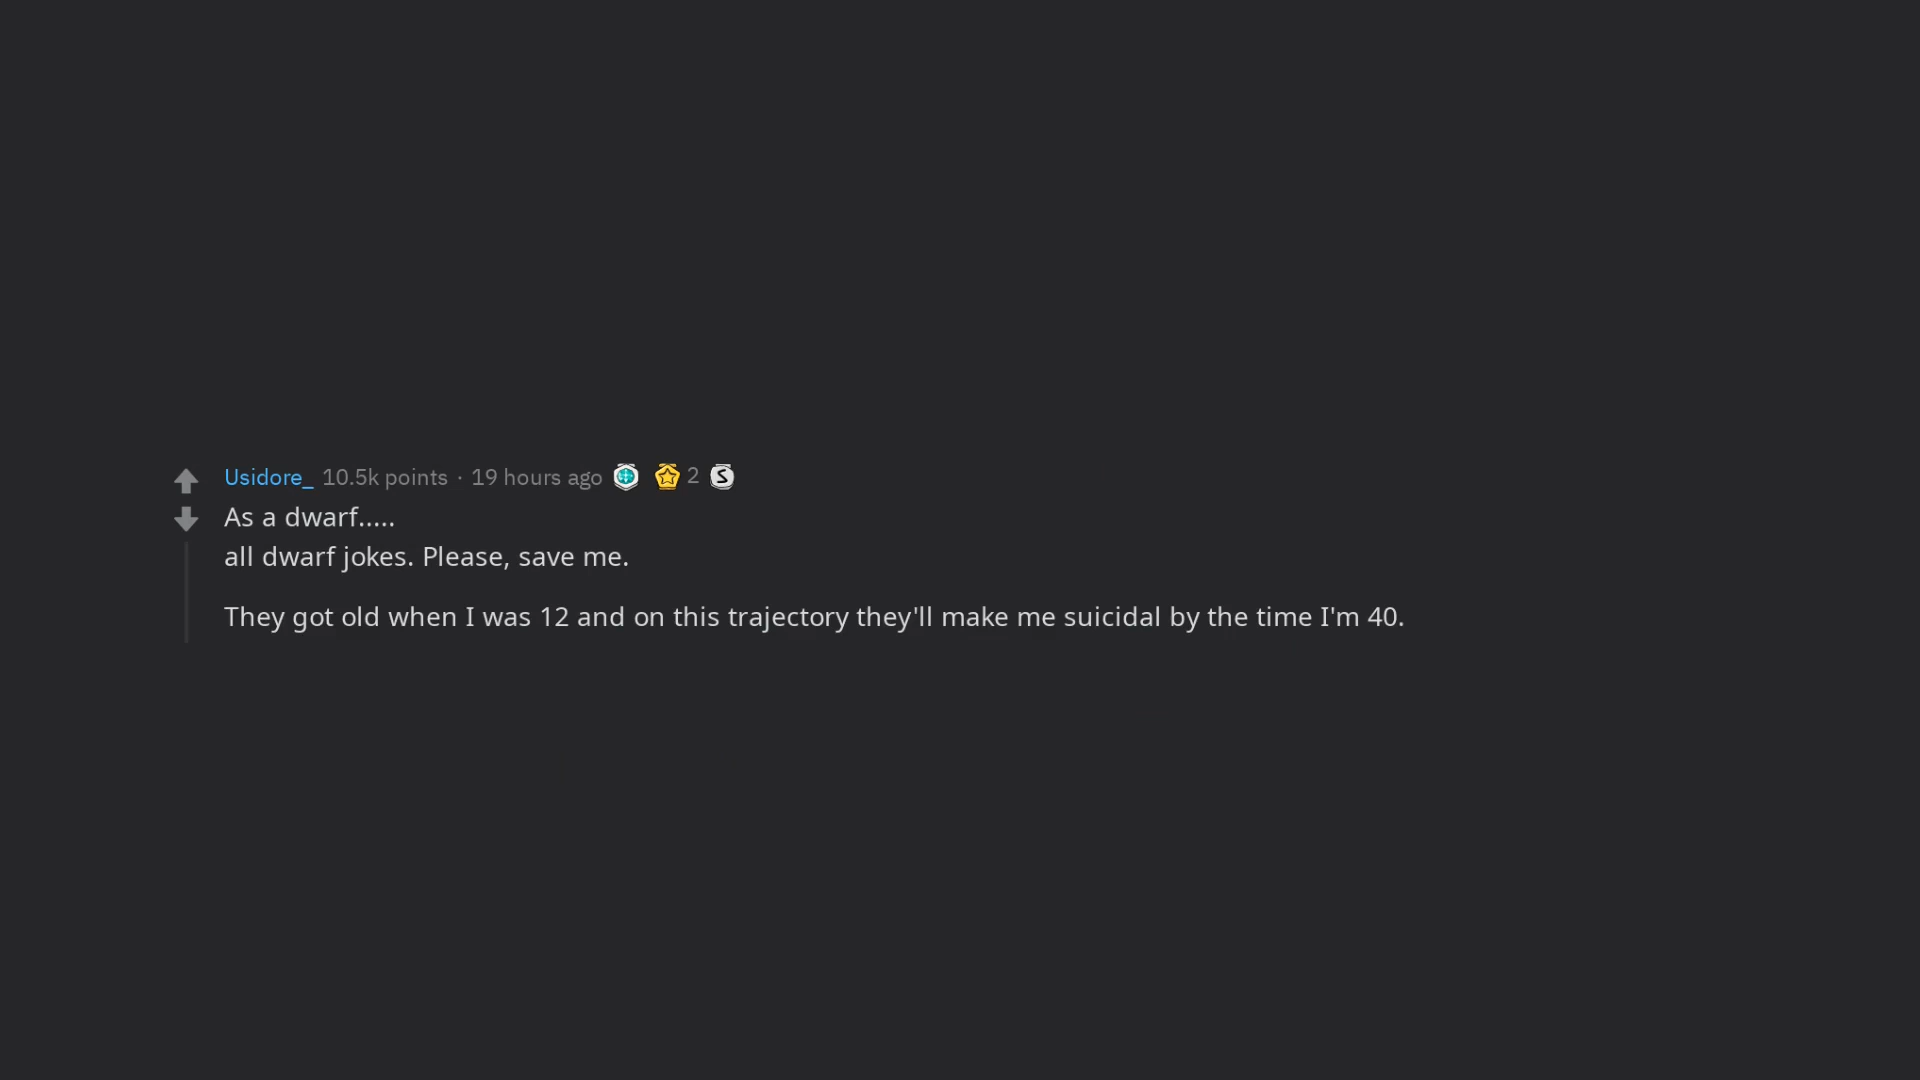 Usidore_ 10.5k points · 19 hours ago 2 S
As a dwarf.....
all dwarf jokes. Please, save me.
They got old when I was 12 and on this trajectory they'll make me suicidal by the time I'm 40.